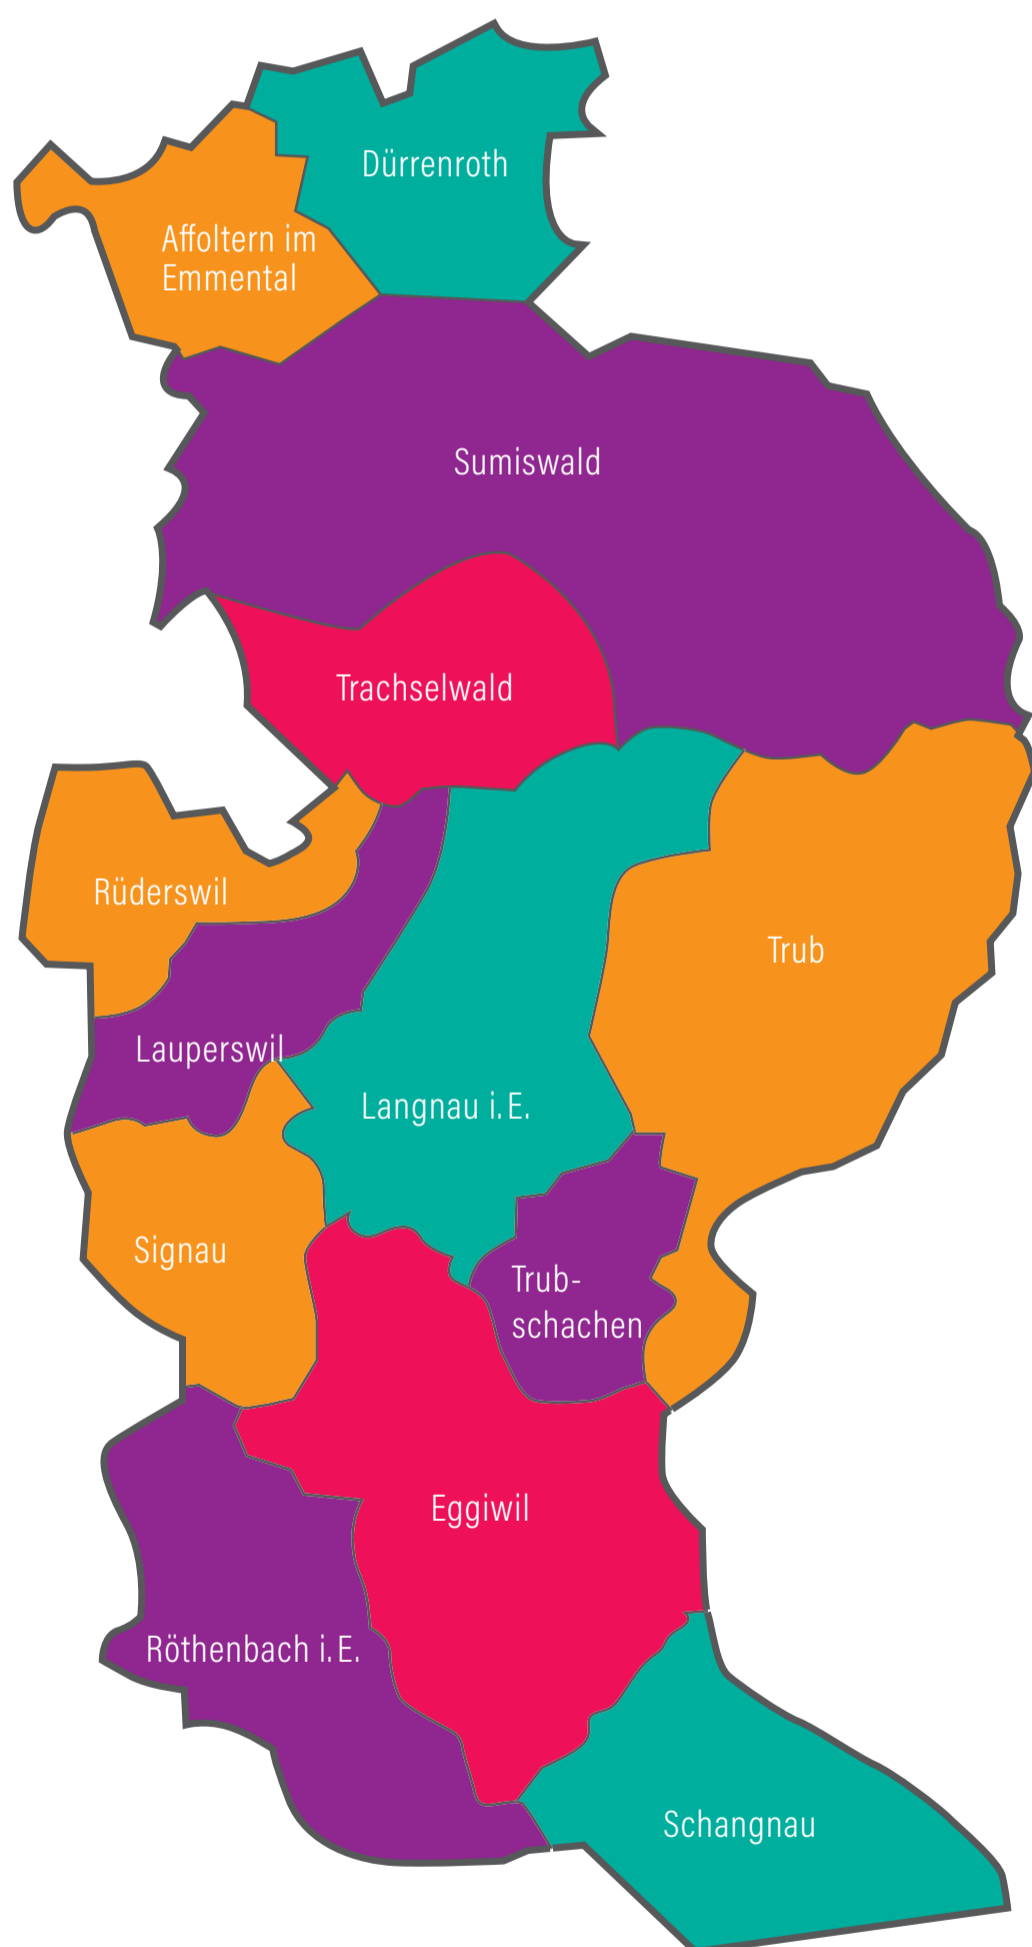 Dürrenroth
Affoltern im
Emmental
Sumiswald
Trachselwald
Rüderswil
Trub
Lauperswil
Langnau i.E.
Signau
Trub-
schachen
Eggiwil
Röthenbach i.E.
Schangnau